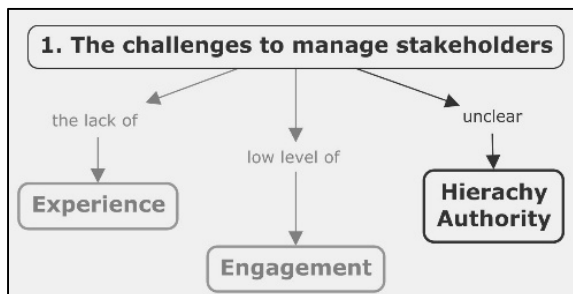 1. The challenges to manage stakeholders
the lack of
unclear
low level of
Experience
Hierachy
Authority
Engagement